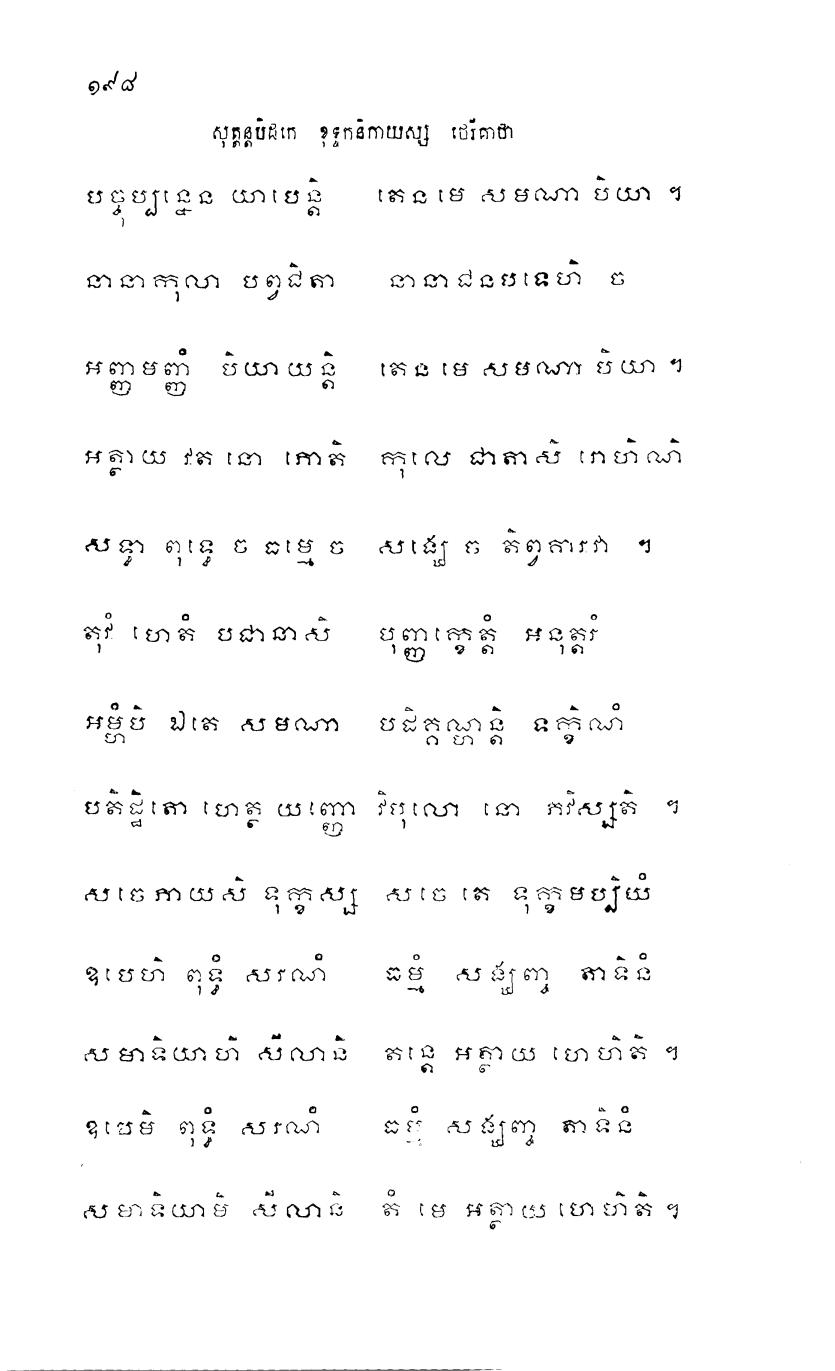 ១៩៨
សុត្តន្តបិដកេ ខុទ្ទកនិកាយស្ស ថេរីគាថា
បច្ចុប្បន្នេន យាបេន្តិ តេន មេ សមណា បិយា ។
នានាកុលា បព្វជិតា នានាជនបទេហិ ច
អញ្ញមញ្ញំ បិយាយន្តិ តេន មេ សមណា បិយា ។
អត្ថាយ វត នោ ភោតិ កុលេ ជាតាសិ រោហិណិ
សទ្ធា ពុទ្ធេ ច ធម្មេ ច សង្ឃេ ច តិព្វគារវា ។
តុវំ ហេតំ បជានាសិ បុញ្ញក្ខេត្តំ អនុត្តរំ
អម្ហំបិ ឯតេ សមណា បដិគ្គណ្ហន្តិ ទក្ខិណំ
បតិដ្ឋិតោ ហេត្ថ យញ្ញោ វិបុលោ នោ ភវិស្សតិ ។
សចេ ភាយសិ ទុក្ខស្ស សចេ តេ ទុក្ខមប្បិយំ
ឧបេហិ ពុទ្ធំ សរណំ ធម្មំ សង្ឃញ្ច តាទិនំ
សមាទិយាហិ សីលានិ តន្តេ អត្ថាយ ហេហិតិ ។
ឧបេមិ ពុទ្ធំ សរណំ ធម្មំ សង្ឃញ្ច តាទិនំ
សមាទិយាមិ សីលានិ តំ មេ អត្ថាយ ហេហិតិ ។